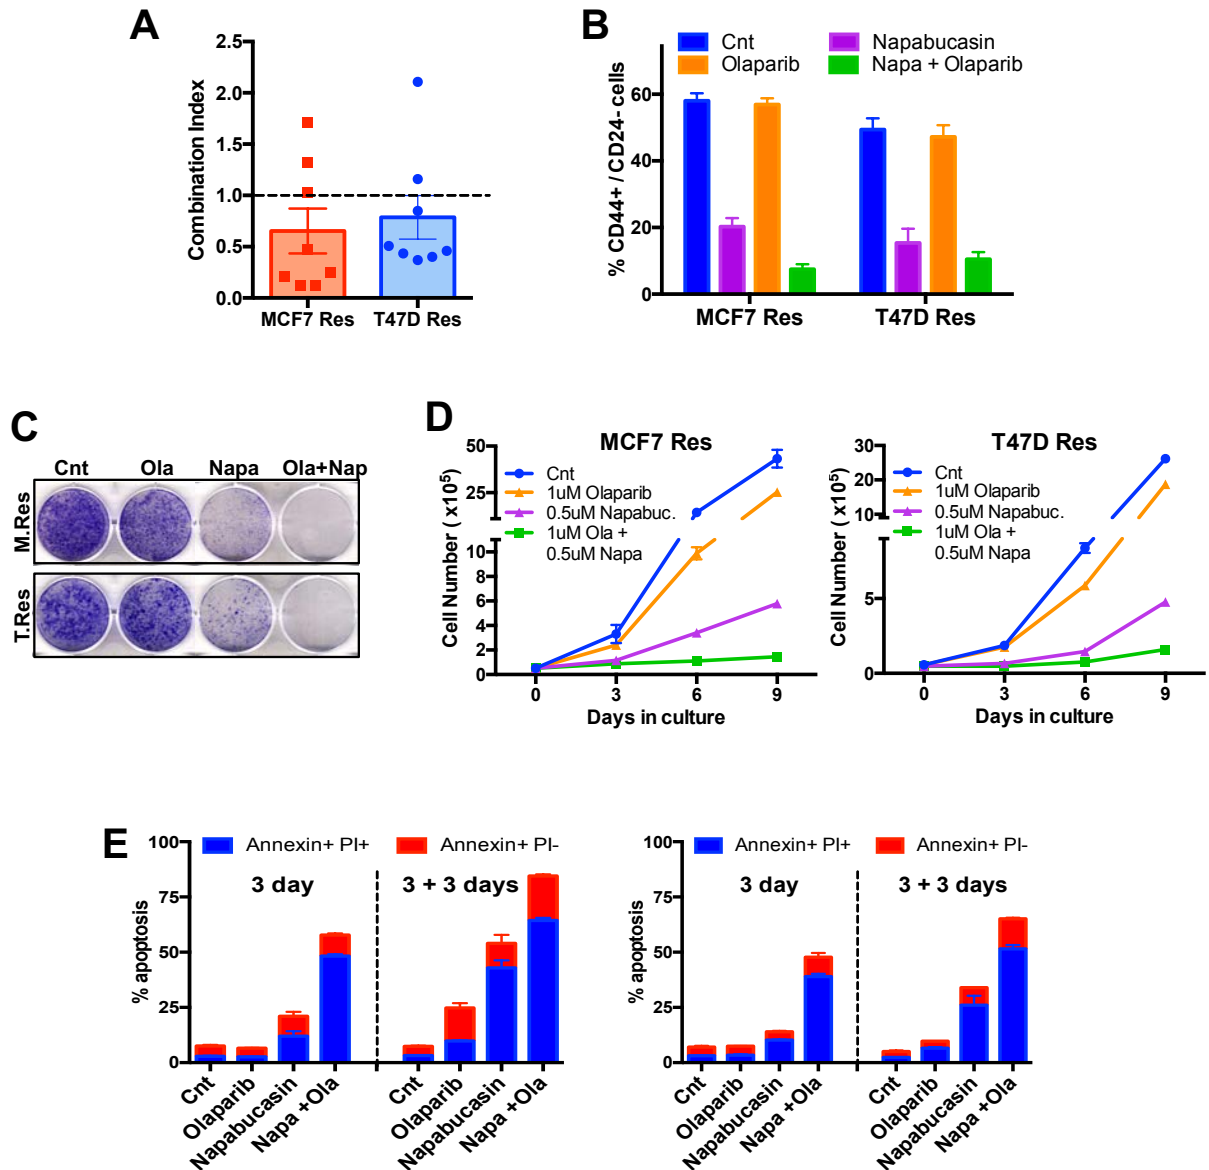 A
Combination Index
2.5
2.0
1.5
1.0
0.5
0.0
MCF7 Res
T47D Res
B
Cnt
Napabucasin
Olaparib
Napa + Olaparib
% CD44+ / CD24- cells
60
40
20
0
MCF7 Res
T47D Res
C
Cnt
Ola
Napa
Ola+Nap
M.Res
T.Res
D
MCF7 Res
Cell Number ( x10⁵)
50
25
10
8
6
4
2
0
Cnt
1uM Olaparib
0.5uM Napabuc.
1uM Ola +
0.5uM Napa
0
3
6
9
Days in culture
T47D Res
Cell Number ( x10⁵)
30
20
10
5
0
Cnt
1uM Olaparib
0.5uM Napabuc.
1uM Ola +
0.5uM Napa
0
3
6
9
Days in culture
E
% apoptosis
100
75
50
25
0
Annexin+ PI+
Annexin+ PI-
3 day
3 + 3 days
Cnt
Olaparib
Napabucasin
Napa +Ola
Cnt
Olaparib
Napabucasin
Napa +Ola
% apoptosis
100
75
50
25
0
Annexin+ PI+
Annexin+ PI-
3 day
3 + 3 days
Cnt
Olaparib
Napabucasin
Napa +Ola
Cnt
Olaparib
Napabucasin
Napa +Ola